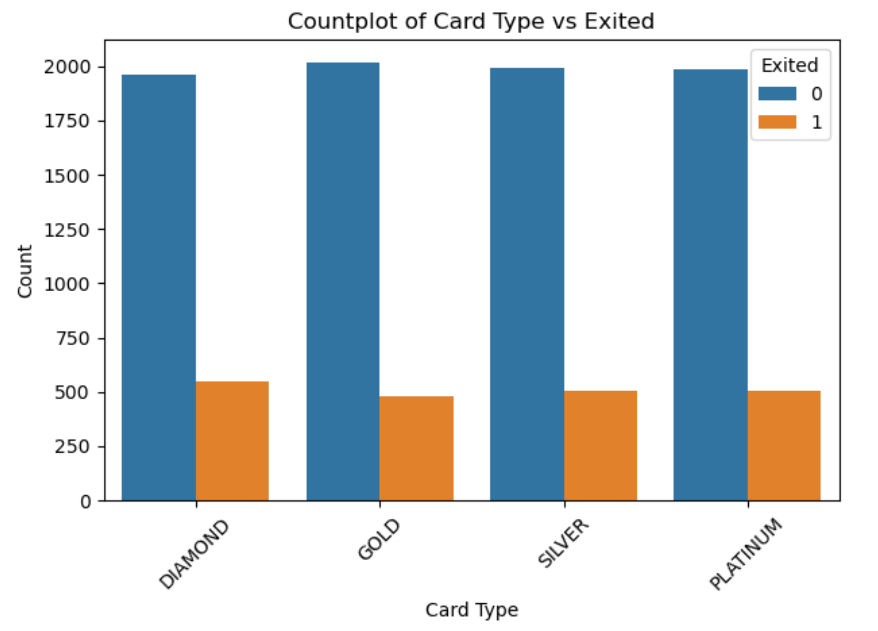 Countplot of Card Type vs Exited
Exited
0
1
2000
1750
1500
1250
1000
750
500
250
0
Count
DIAMOND
GOLD
SILVER
PLATINUM
Card Type